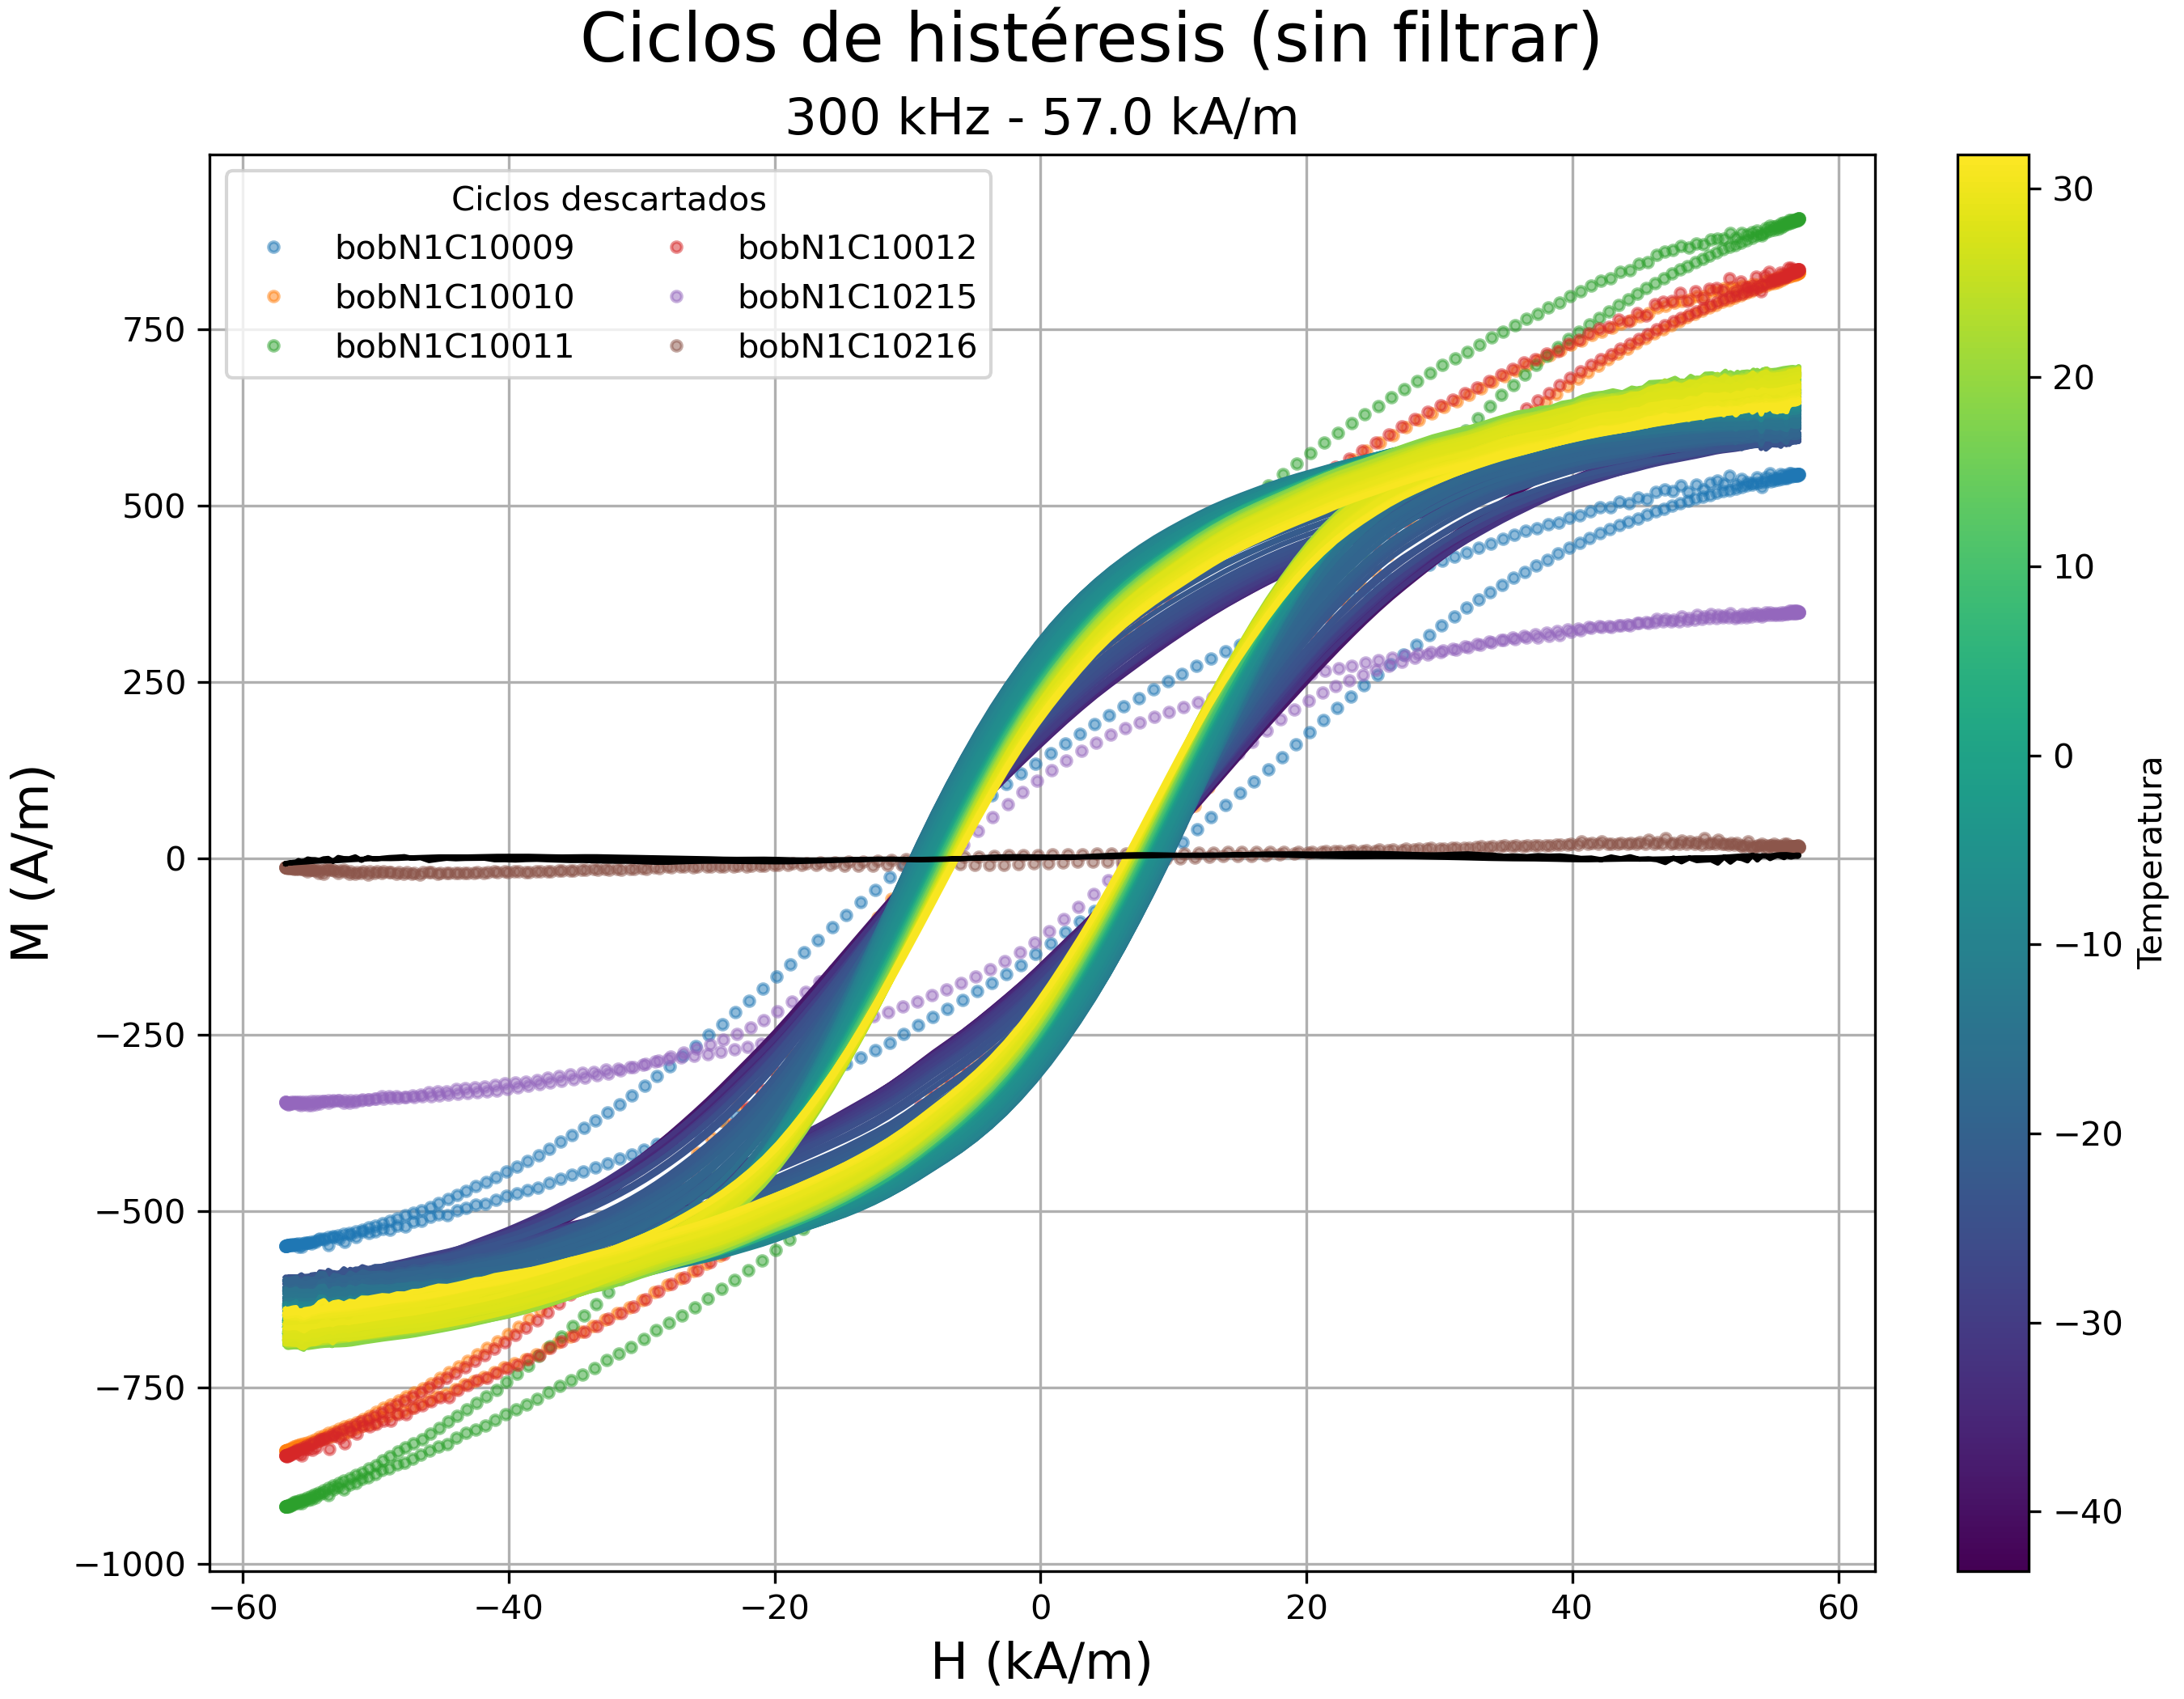 Ciclos de histéresis (sin filtrar)
300 kHz - 57.0 kA/m
Ciclos descartados
bobN1C10009
bobN1C10010
bobN1C10011
bobN1C10012
bobN1C10215
bobN1C10216
M (A/m)
750
500
250
0
−250
−500
−750
−1000
−60
−40
−20
0
20
40
60
H (kA/m)
30
20
10
0
−10
−20
−30
−40
Temperatura